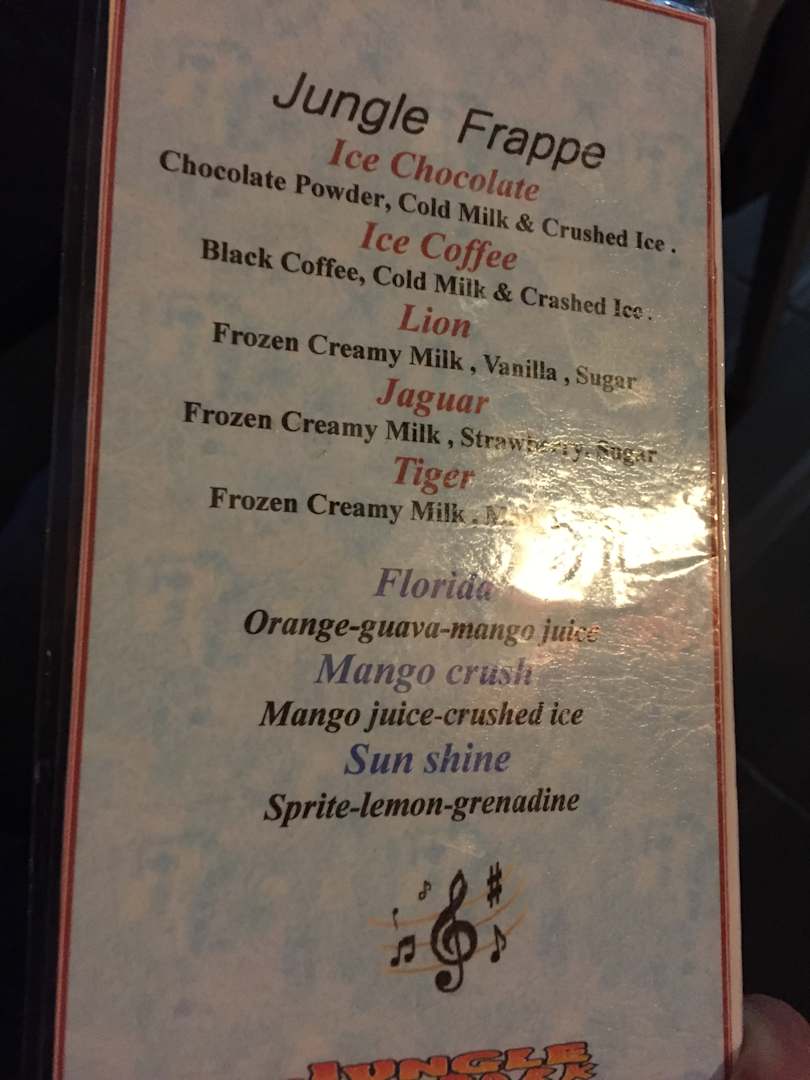 Jungle Frappe
Ice Chocolate
Chocolate Powder, Cold Milk & Crushed Ice .
Ice Coffee
Black Coffee, Cold Milk & Crashed Ice .
Lion
Frozen Creamy Milk , Vanilla , Sugar
Jaguar
Frozen Creamy Milk , Strawberry, Sugar
Tiger
Frozen Creamy Milk ,
Florida
Orange-guava-mango juice
Mango crush
Mango juice-crushed ice
Sun shine
Sprite-lemon-grenadine
JUNGLE